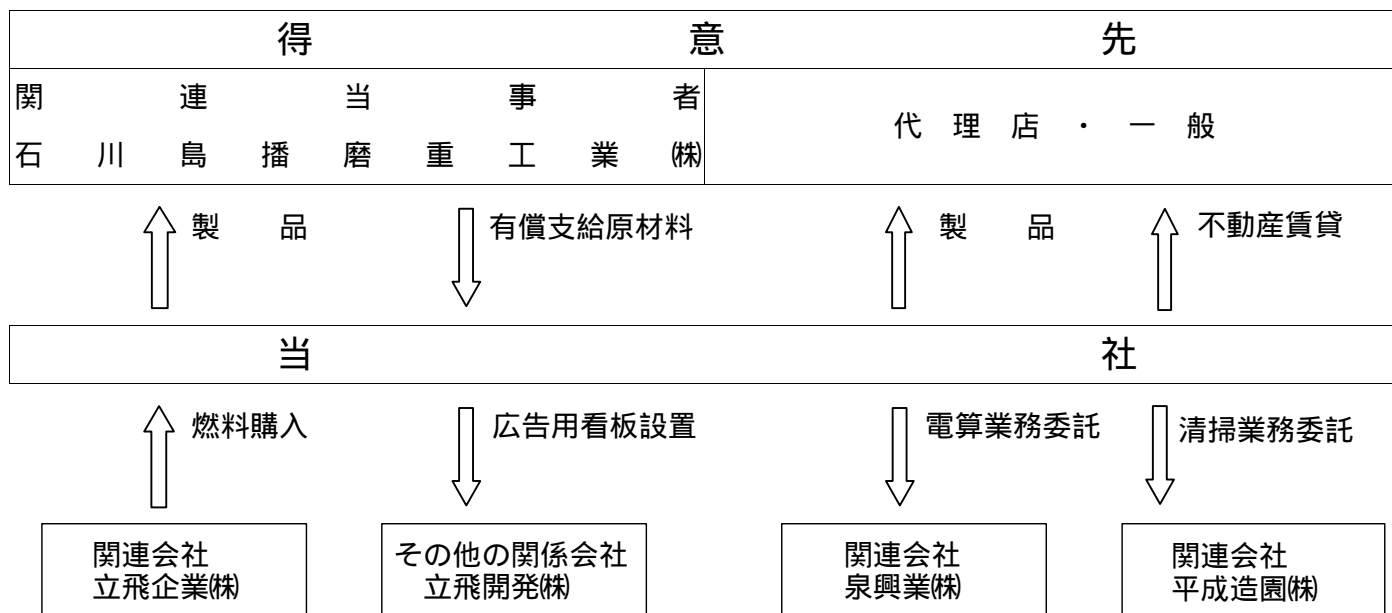 得意先
関連当事者
石川島播磨重工業㈱
代理店・一般
製品
有償支給原材料
製品
不動産賃貸
当社
燃料購入
広告用看板設置
電算業務委託
清掃業務委託
関連会社
立飛企業㈱
その他の関係会社
立飛開発㈱
関連会社
泉興業㈱
関連会社
平成造園㈱